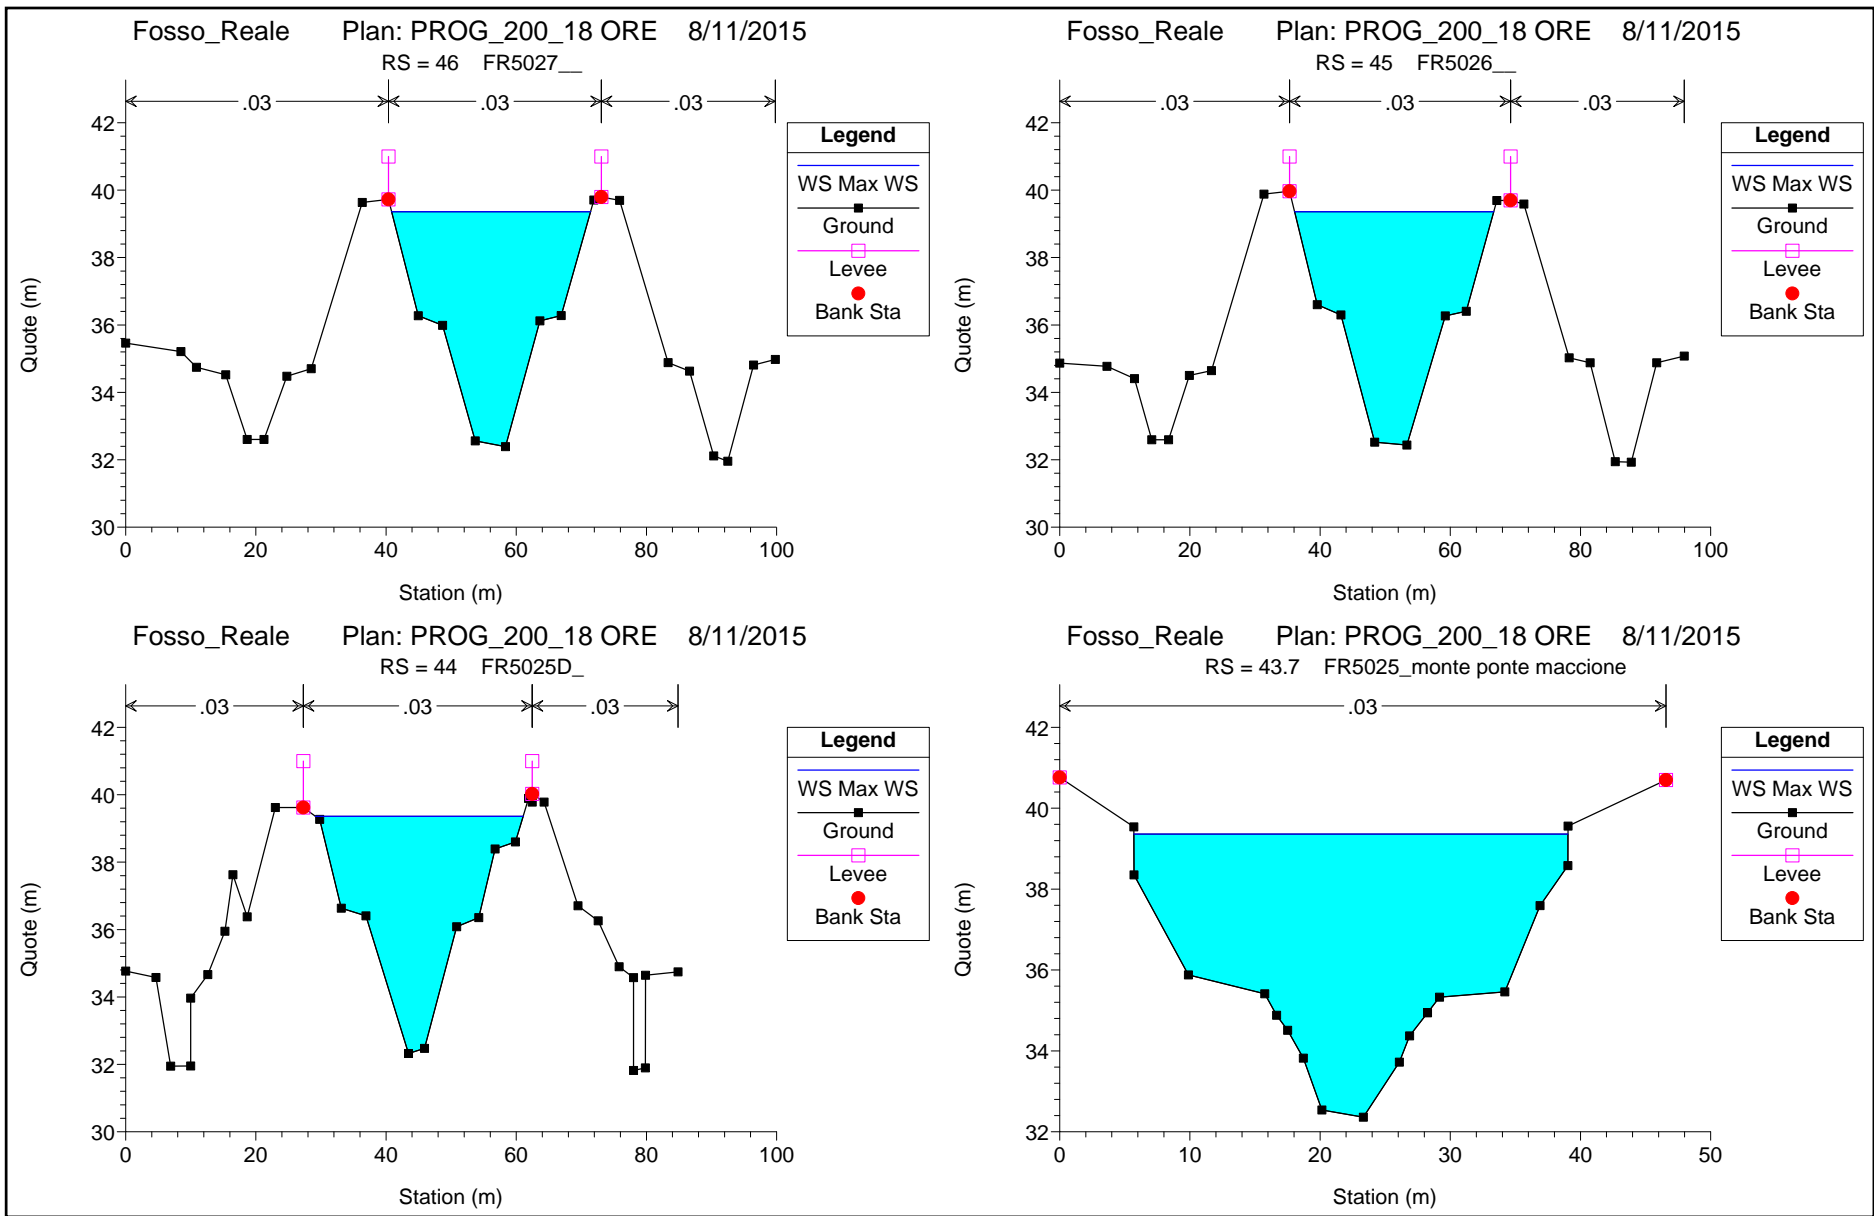 Fosso_Reale Plan: PROG_200_18 ORE 8/11/2015
RS = 46 FR5027__
.03 .03 .03
42
40
38
36
34
32
30
0 20 40 60 80 100
Quote (m)
Station (m)
Legend
WS Max WS
Ground
Levee
Bank Sta
Fosso_Reale Plan: PROG_200_18 ORE 8/11/2015
RS = 45 FR5026__
.03 .03 .03
42
40
38
36
34
32
30
0 20 40 60 80 100
Quote (m)
Station (m)
Legend
WS Max WS
Ground
Levee
Bank Sta
Fosso_Reale Plan: PROG_200_18 ORE 8/11/2015
RS = 44 FR5025D_
.03 .03 .03
42
40
38
36
34
32
30
0 20 40 60 80 100
Quote (m)
Station (m)
Legend
WS Max WS
Ground
Levee
Bank Sta
Fosso_Reale Plan: PROG_200_18 ORE 8/11/2015
RS = 43.7 FR5025_monte ponte maccione
.03
42
40
38
36
34
32
0 10 20 30 40 50
Quote (m)
Station (m)
Legend
WS Max WS
Ground
Levee
Bank Sta